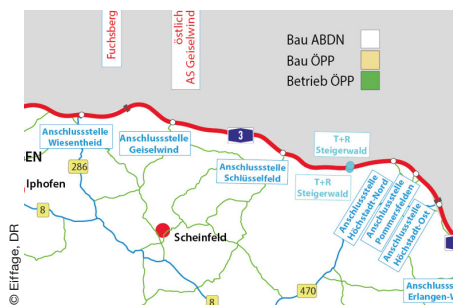 Fuchsberg
östlich
AS Geiselwind
Bau ABDN
Bau ÖPP
Betrieb ÖPP
3
Anschlussstelle
Wiesentheid
Anschlussstelle
Geiselwind
Anschlussstelle
Schlüsselfeld
T+R
Steigerwald
T+R
Steigerwald
Anschlussstelle
Höchstadt-Nord
Anschlussstelle
Pommersfelden
Anschlussstelle
Höchstadt-Ost
EN
286
lphofen
8
Scheinfeld
8
470
Anschlusss
Erlangen-W
© Eiffage, DR